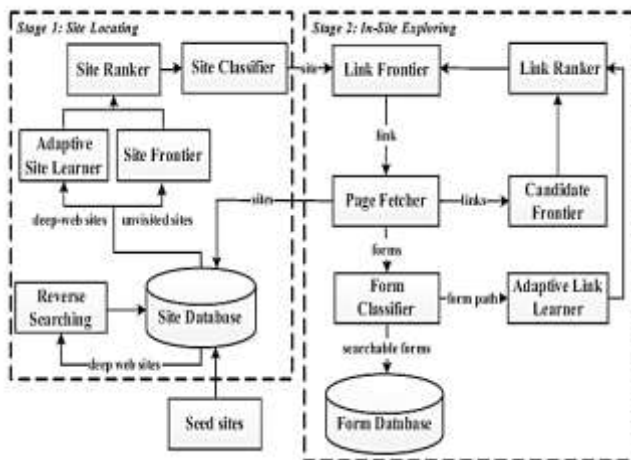 Stage 1: Site Locating
Site Ranker
Site Classifier
Adaptive
Site Learner
Site Frontier
deep-web sites
unvisited sites
Reverse
Searching
Site Database
deep web sites
Seed sites
Stage 2: In-Site Exploring
site
Link Frontier
Link Ranker
link
sites
Page Fetcher
links
Candidate
Frontier
forms
Form
Classifier
form path
Adaptive Link
Learner
searchable forms
Form Database